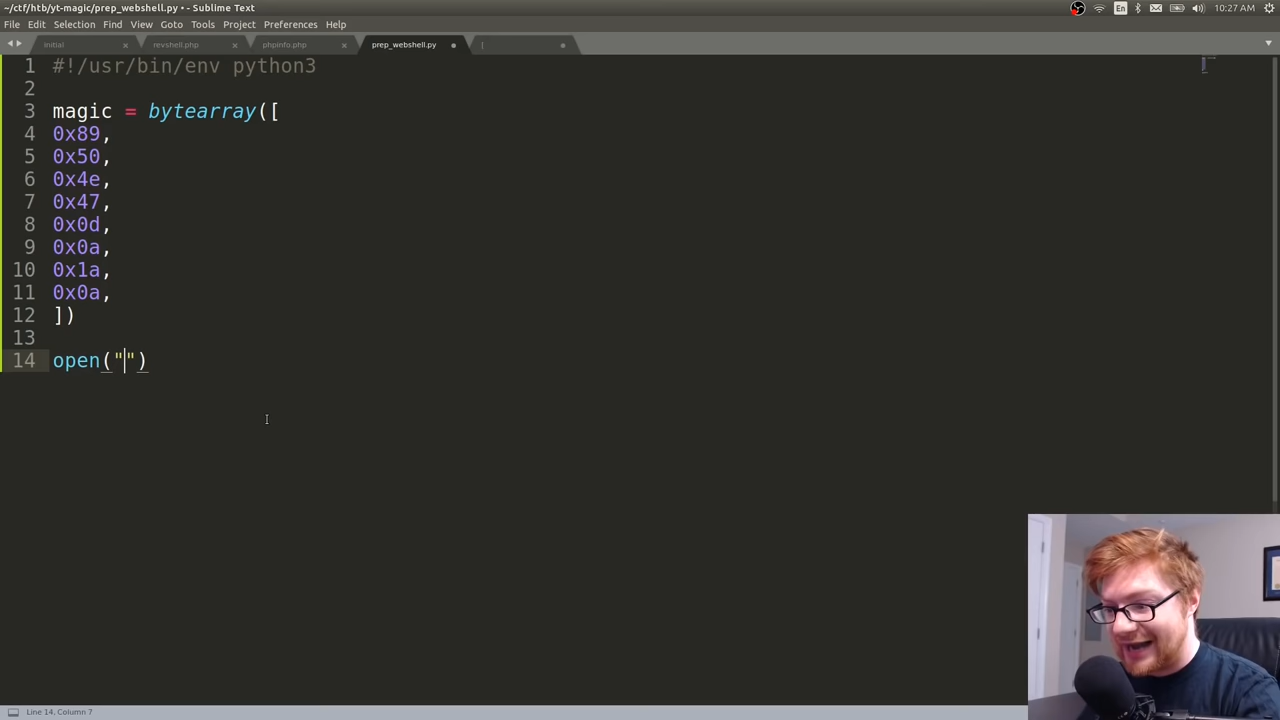 ~/ctf/htb/yt-magic/prep_webshell.py • - Sublime Text
En
10:27 AM
File Edit Selection Find View Goto Tools Project Preferences Help
initial
revshell.php
phpinfo.php
prep_webshell.py
1 #!/usr/bin/env python3
2
3 magic = bytearray([
4 0x89,
5 0x50,
6 0x4e,
7 0x47,
8 0x0d,
9 0x0a,
10 0x1a,
11 0x0a,
12 ])
13
14 open("")
Line 14, Column 7